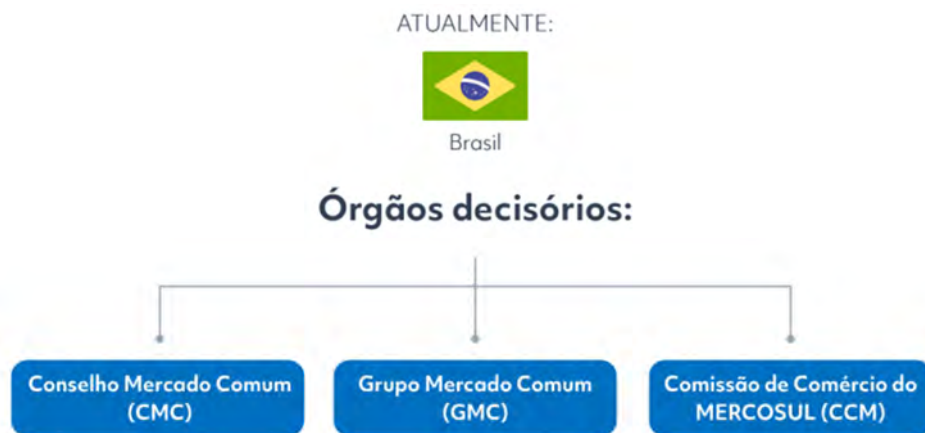 ATUALMENTE:
Brasil
Órgãos decisórios:
Conselho Mercado Comum
(CMC)
Grupo Mercado Comum
(GMC)
Comissão de Comércio do
MERCOSUL (CCM)